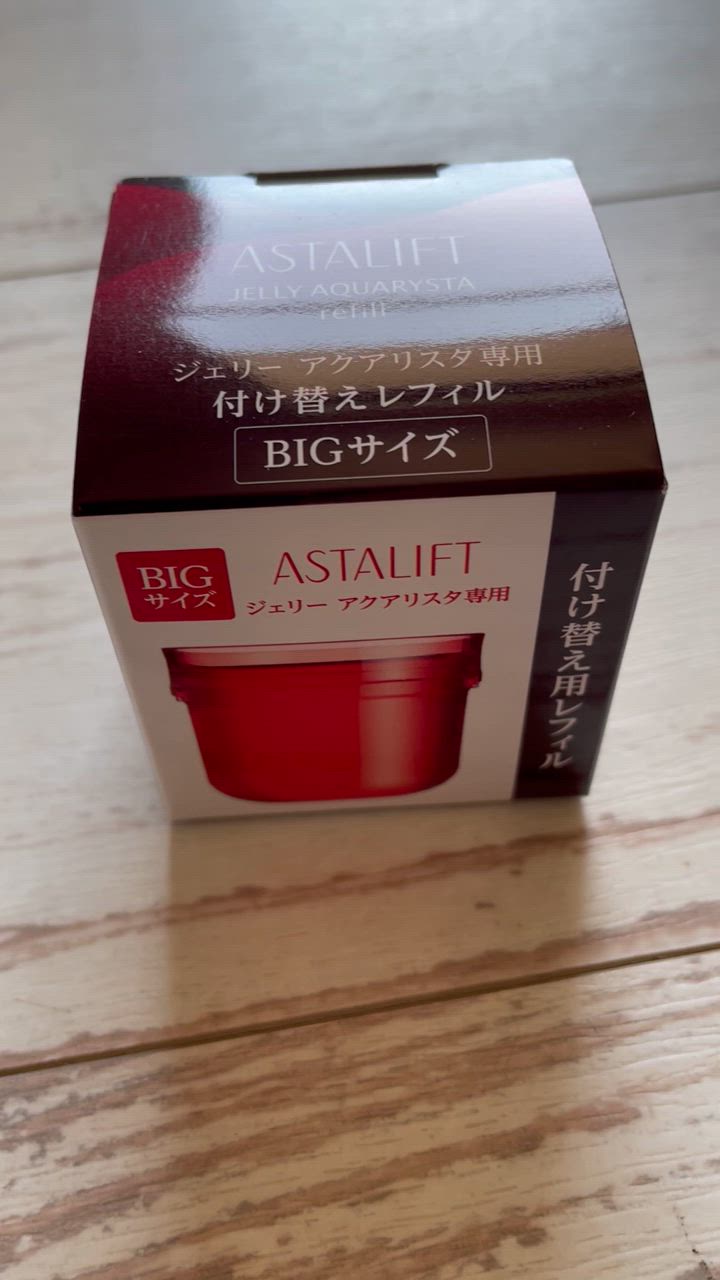 ASTALIFT
JELLY AQUARYSTA
refill
ジェリー アクアリスタ専用
付け替えレフィル
BIGサイズ
BIG
サイズ
ASTALIFT
ジェリー アクアリスタ専用
付け替え用レフィル